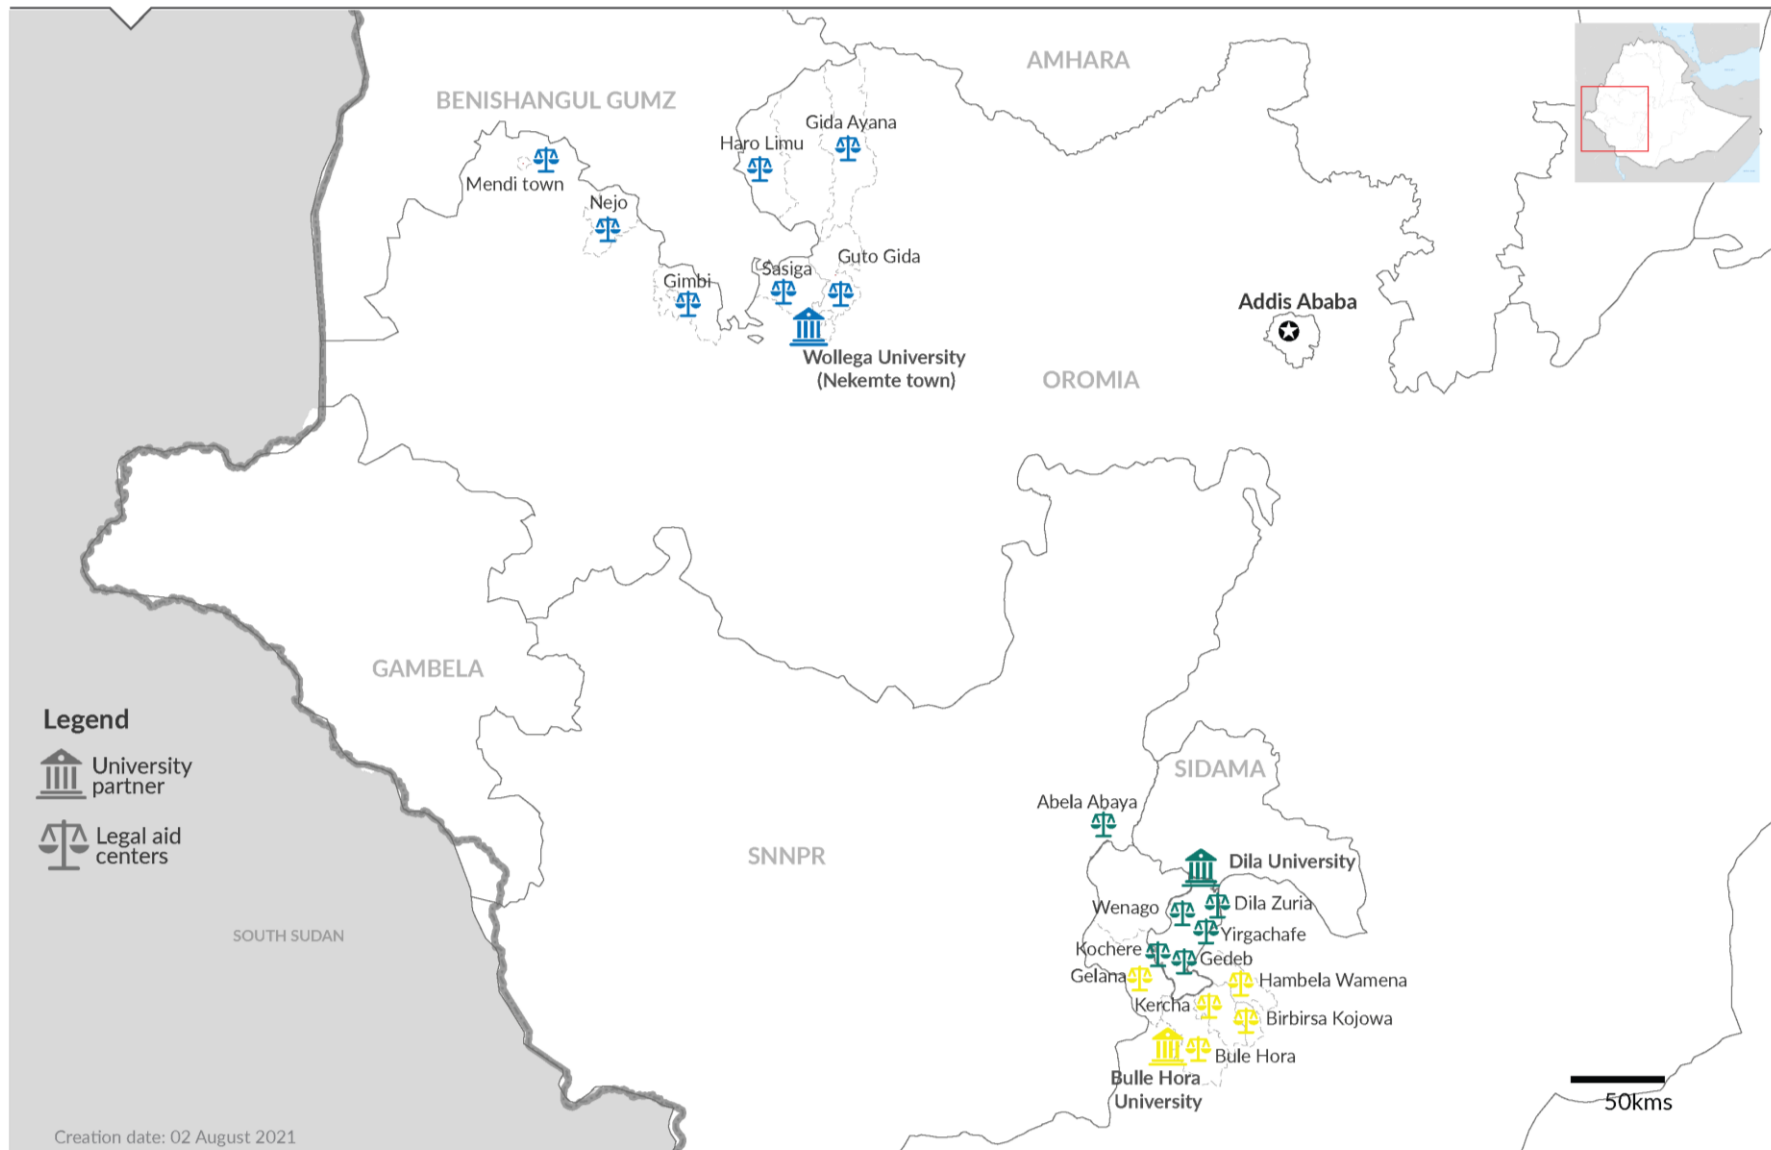 AMHARA
BENISHANGUL GUMZ
Gida Ayana
Haro Limu
Mendi town
Nejo
Guto Gida
Sasiga
Gimbi
Addis Ababa
Wollega University
(Nekemte town)
OROMIA
GAMBELA
Legend
University
partner
Legal aid
centers
SIDAMA
Abela Abaya
SNNPR
Dila University
Wenago
Dila Zuria
Yirgachafe
SOUTH SUDAN
Kochere
Gedeb
Gelana
Hambela Wamena
Kercha
Birbirsa Kojowa
Bule Hora
Bulle Hora
University
50kms
Creation date: 02 August 2021